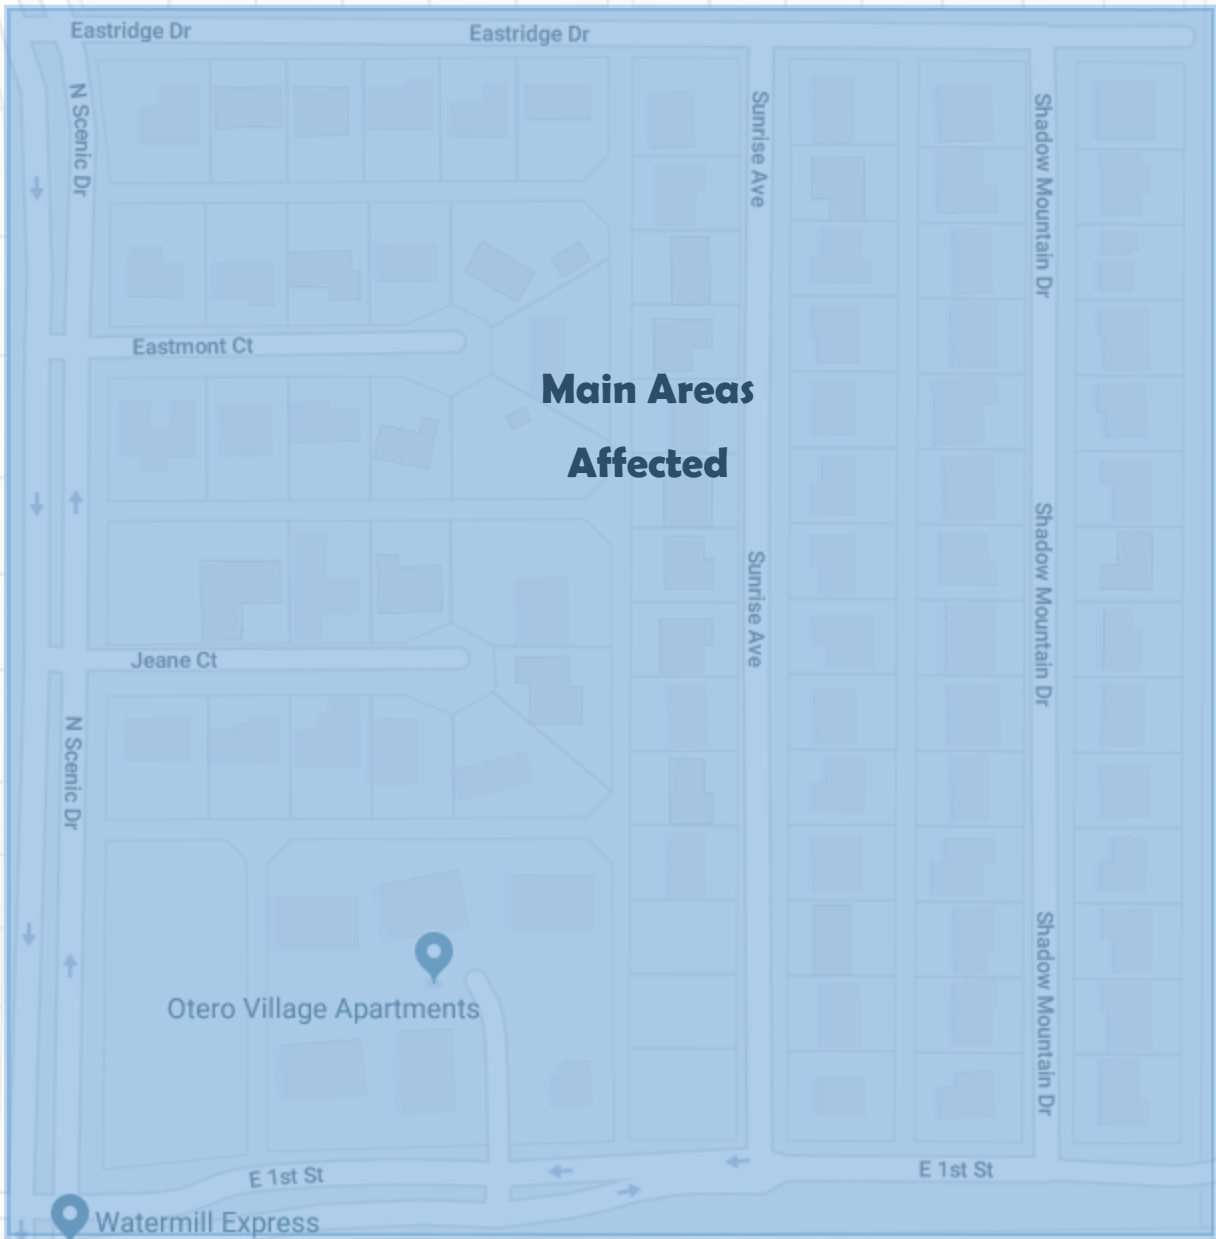 Eastridge Dr
Eastridge Dr
N Scenic Dr
Sunrise Ave
Shadow Mountain Dr
Eastmont Ct
Main Areas
Affected
Shadow Mountain Dr
Sunrise Ave
Jeane Ct
N Scenic Dr
Shadow Mountain Dr
Otero Village Apartments
E 1st St
E 1st St
Watermill Express